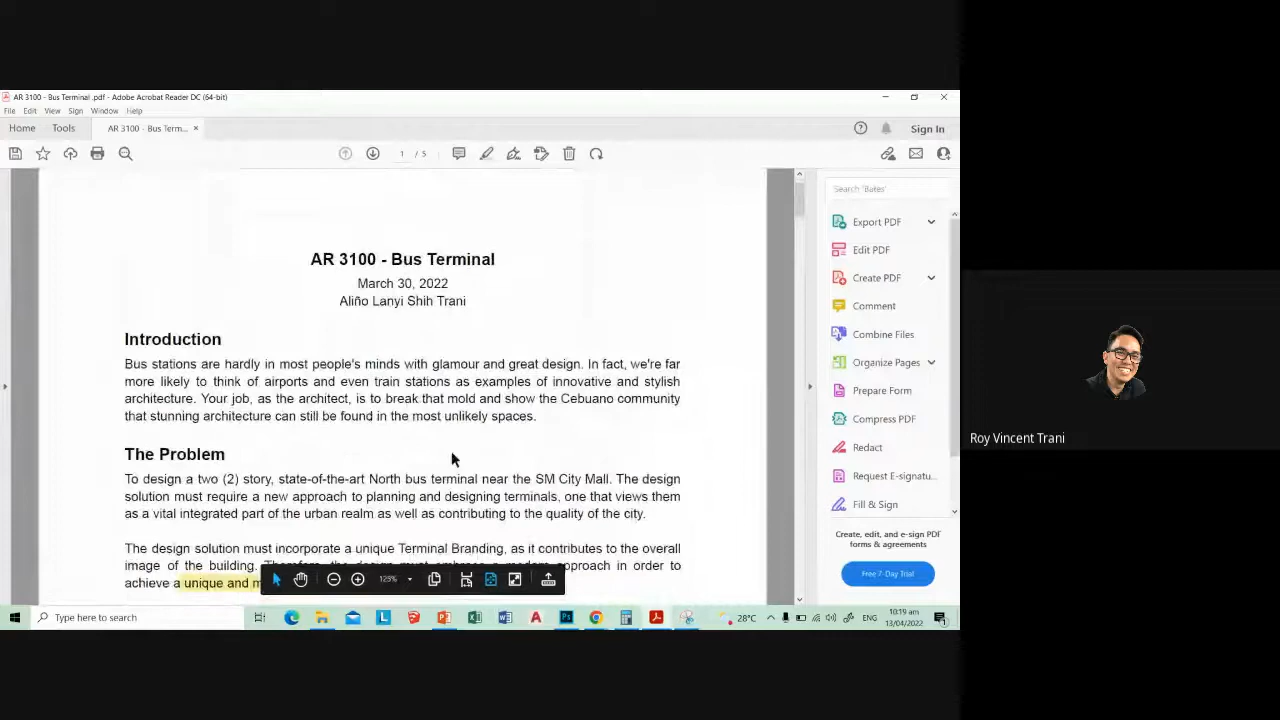 AR 3100 - Bus Terminal .pdf - Adobe Acrobat Reader DC (64-bit)
File Edit View Sign Window Help
Home Tools AR 3100 - Bus Term... × Sign In
1 / 5
Search 'Bates'
Export PDF
Edit PDF
Create PDF
Comment
Combine Files
Organize Pages
Prepare Form
Compress PDF
Redact
Request E-signatu...
Fill & Sign
Create, edit, and e-sign PDF
forms & agreements
Free 7-Day Trial
AR 3100 - Bus Terminal
March 30, 2022
Aliño Lanyi Shih Trani
Introduction
Bus stations are hardly in most people's minds with glamour and great design. In fact, we're far
more likely to think of airports and even train stations as examples of innovative and stylish
architecture. Your job, as the architect, is to break that mold and show the Cebuano community
that stunning architecture can still be found in the most unlikely spaces.
The Problem
To design a two (2) story, state-of-the-art North bus terminal near the SM City Mall. The design
solution must require a new approach to planning and designing terminals, one that views them
as a vital integrated part of the urban realm as well as contributing to the quality of the city.
The design solution must incorporate a unique Terminal Branding, as it contributes to the overall
image of the building. approach in order to
achieve a unique and
125%
Type here to search
28°C ENG 10:19 am
13/04/2022
Roy Vincent Trani